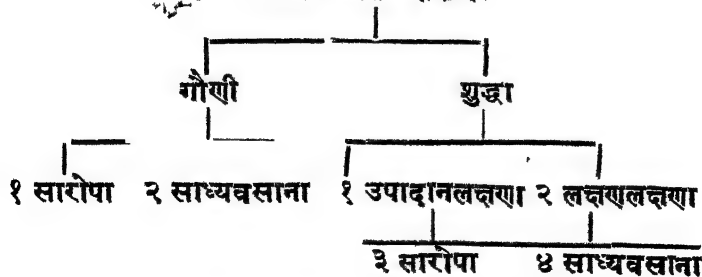 गौणी शुद्धा
१ सारोपा २ साध्यवसाना १ उपादानलक्षणा २ लक्षणलक्षणा
३ सारोपा ४ साध्यवसाना